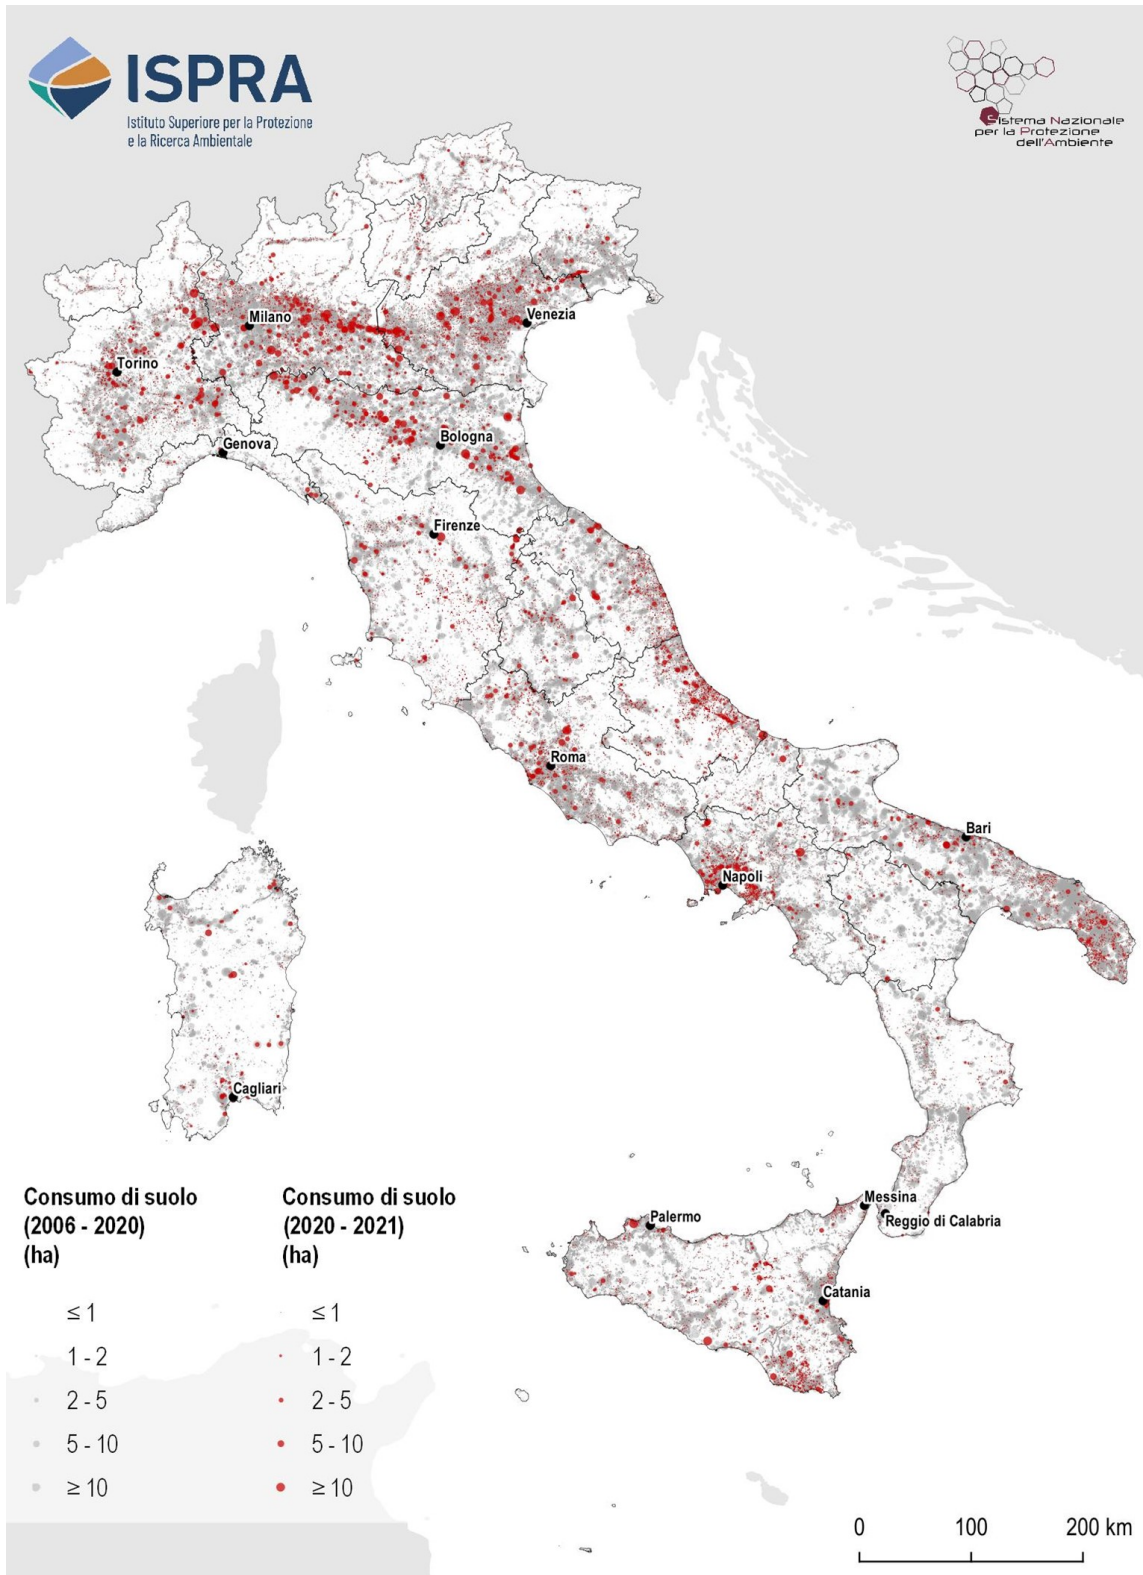 ISPRA
Istituto Superiore per la Protezione
e la Ricerca Ambientale
Sistema Nazionale
per la Protezione
dell'Ambiente
Milano
Venezia
Torino
Bologna
Genova
Firenze
Roma
Bari
Napoli
Cagliari
Messina
Reggio di Calabria
Palermo
Catania
Consumo di suolo
(2006 - 2020)
(ha)
≤ 1
1 - 2
2 - 5
5 - 10
≥ 10
Consumo di suolo
(2020 - 2021)
(ha)
≤ 1
1 - 2
2 - 5
5 - 10
≥ 10
0 100 200 km